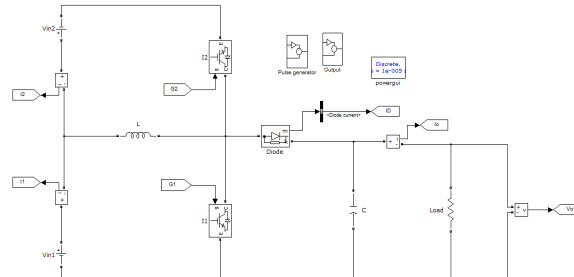 Vin2
I2
I2
G2
Pulse generator
Output
Discrete,
s = 1e-005 s
powergui
L
<Diode current>
I0
Io
m
Diode
I1
G1
I1
C
Load
v
Vo
Vin1